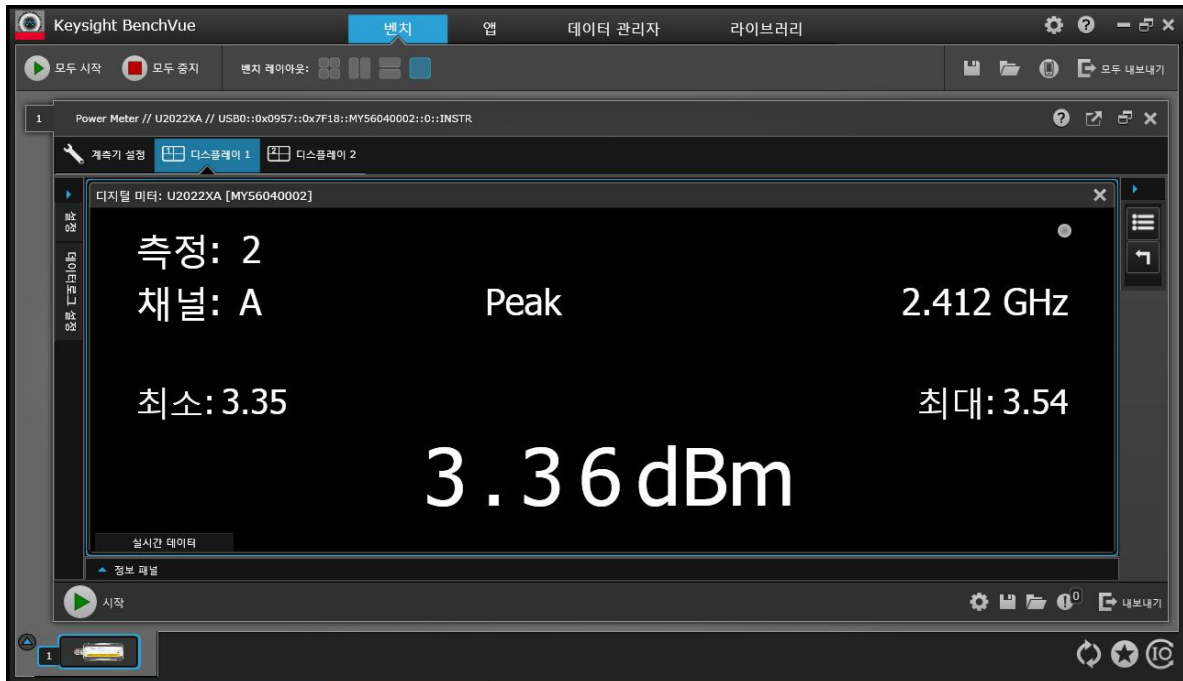 Keysight BenchVue
벤치 앱 데이터 관리자 라이브러리
모두 시작 모두 중지 벤치 레이아웃: 모두 내보내기
1 Power Meter // U2022XA // USB0::0x0957::0x7F18::MY56040002::0::INSTR
계측기 설정 1 디스플레이 1 2 디스플레이 2
디지털 미터: U2022XA [MY56040002]
설정
데이터로그 설정
측정: 2
채널: A Peak 2.412 GHz
최소: 3.35 최대: 3.54
3.36 dBm
실시간 데이터
정보 패널
시작 0 내보내기
1 IO